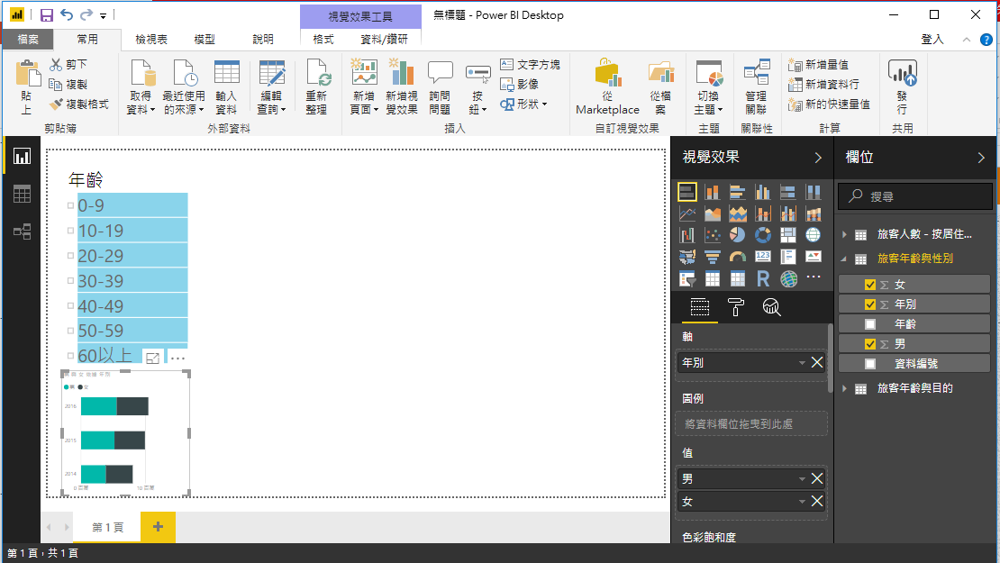 視覺效果工具
無標題 - Power BI Desktop
檔案
常用
檢視表
模型
說明
格式
資料/鑽研
登入
貼上
剪下
複製
複製格式
剪貼簿
取得資料
最近使用的來源
輸入資料
編輯查詢
外部資料
重新整理
新增頁面
新增視覺效果
詢問問題
按鈕
文字方塊
影像
形狀
插入
從 Marketplace
從檔案
自訂視覺效果
切換主題
主題
管理關聯
關聯性
新增量值
新增資料行
新的快速量值
計算
發行
共用
年齡
0-9
10-19
20-29
30-39
40-49
50-59
60以上
男 與 女 依據 年別
男 女
2016
2015
2014
0 百萬
10 百萬
視覺效果
123
R
軸
年別
圖例
將資料欄位拖曳到此處
值
男
女
色彩飽和度
欄位
搜尋
旅客人數 - 按居住...
旅客年齡與性別
Σ 女
Σ 年別
年齡
Σ 男
資料編號
旅客年齡與目的
第 1 頁
第 1 頁，共 1 頁